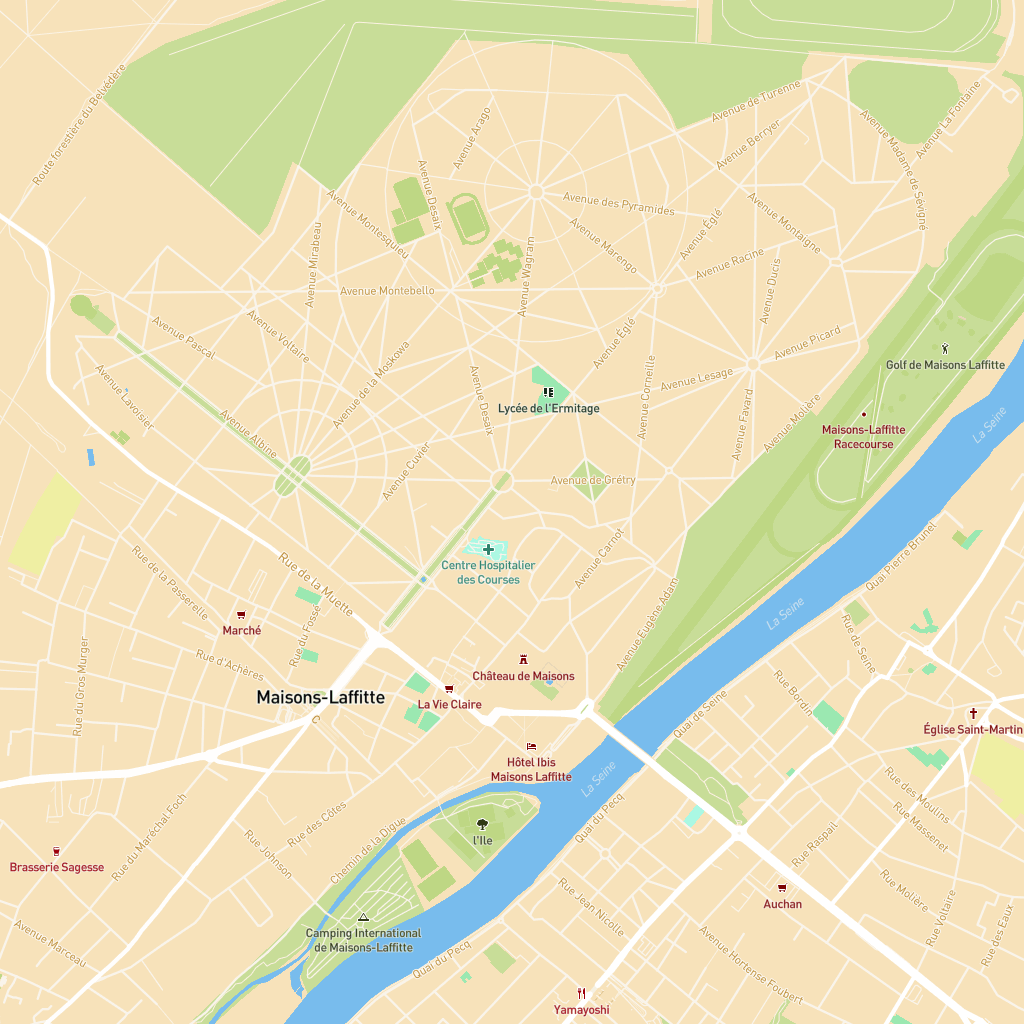 Route forestière du Belvédère
Avenue Arago
Avenue de Turenne
Avenue Berryer
Avenue La Fontaine
Avenue Madame de Sévigné
Avenue Desaix
Avenue Montesquieu
Avenue Mirabeau
Avenue des Pyramides
Avenue Marengo
Avenue Églé
Avenue Montaigne
Avenue Racine
Avenue Ducis
Avenue Wagram
Avenue Montebello
Avenue Pascal
Avenue Voltaire
Avenue de la Moskowa
Avenue Églé
Avenue Picard
Avenue Lesage
Golf de Maisons Laffitte
Avenue Lavoisier
Avenue Albine
Avenue Desaix
Lycée de l'Ermitage
Avenue Corneille
Avenue Favard
Avenue Molière
Maisons-Laffitte
Racecourse
La Seine
Avenue Cuvier
Avenue de Grétry
Centre Hospitalier
des Courses
Avenue Carnot
Quai Pierre Brunel
Rue de la Passerelle
Rue de la Muette
Marché
Rue du Fossé
Avenue Eugène Adam
La Seine
Rue de Seine
Rue du Gros Murger
Rue d'Achères
Maisons-Laffitte
La Vie Claire
Château de Maisons
Rue Bordin
Quai de Seine
Église Saint-Martin
Hôtel Ibis
Maisons Laffitte
La Seine
Rue du Maréchal Foch
Rue des Côtes
Rue Johnson
Chemin de la Digue
l'Ile
Quai du Pecq
Rue des Moulins
Rue Massenet
Rue Raspail
Brasserie Sagesse
Auchan
Rue Molière
Rue Voltaire
Rue des Eaux
Avenue Marceau
Camping International
de Maisons-Laffitte
Rue Jean Nicolle
Quai du Pecq
Avenue Hortense Foubert
Yamayoshi